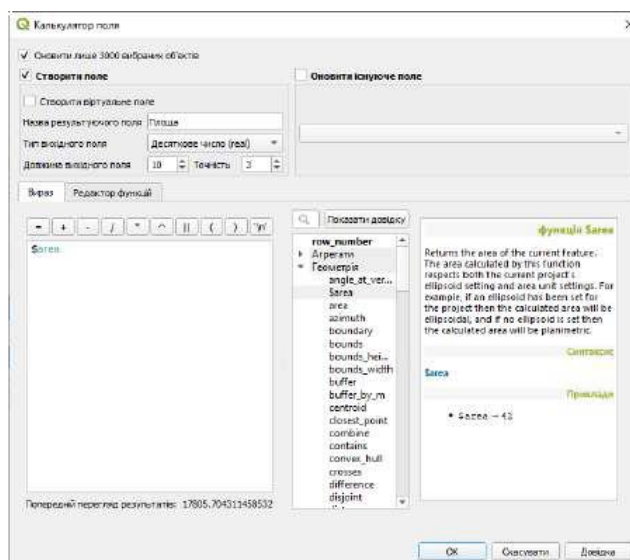 Калькулятор поля
Оновити лише 3000 вибраних об'єктів
Створити поле
Оновити існуюче поле
Створити віртуальне поле
Назва результуючого поля Площа
Тип вихідного поля Десяткове число (real)
Довжина вихідного поля 10 Точність 3
Вираз Редактор функцій
= + - / * ^ || ( ) '\n'
Показати довідку
$area
row_number
Агрегати
Геометрія
angle_at_ver...
$area
area
azimuth
boundary
bounds
bounds_hei...
bounds_width
buffer
buffer_by_m
centroid
closest_point
combine
contains
convex_hull
crosses
difference
disjoint
функція $area
Returns the area of the current feature.
The area calculated by this function
respects both the current project's
ellipsoid setting and area unit settings. For
example, if an ellipsoid has been set for
the project then the calculated area will be
ellipsoidal, and if no ellipsoid is set then
the calculated area will be planimetric.
Синтаксис
$area
Приклади
• $area → 42
Попередній перегляд результатів: 17805.704311458532
OK Скасувати Довідка